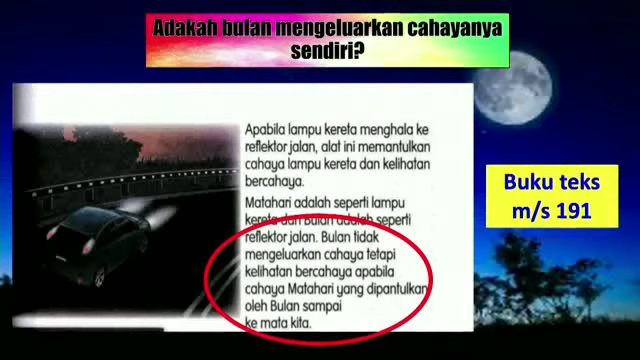 Adakah bulan mengeluarkan cahayanya
sendiri?
Apabila lampu kereta menghala ke
reflektor jalan, alat ini memantulkan
cahaya lampu kereta dan kelihatan
bercahaya.
Matahari adalah seperti lampu
kereta dan Bulan adalah seperti
reflektor jalan. Bulan tidak
mengeluarkan cahaya tetapi
kelihatan bercahaya apabila
cahaya Matahari yang dipantulkan
oleh Bulan sampai
ke mata kita.
Buku teks
m/s 191